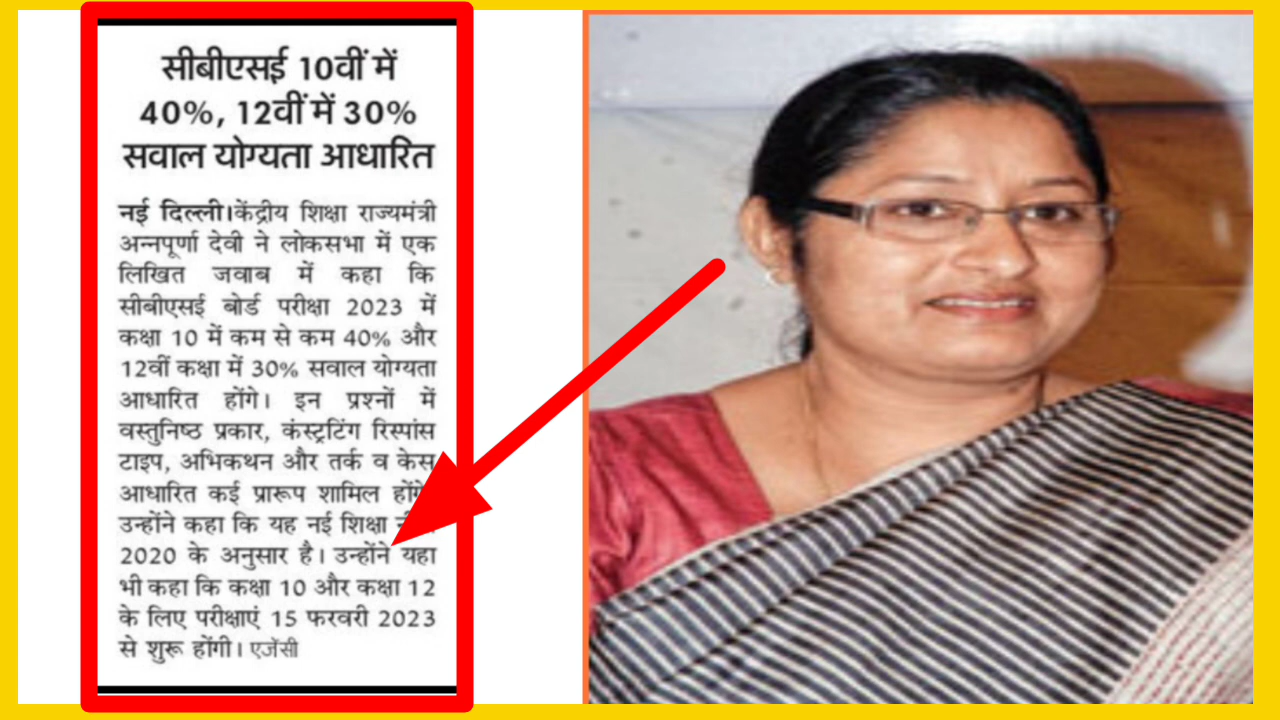 सीबीएसई 10वीं में
40%, 12वीं में 30%
सवाल योग्यता आधारित
नई दिल्ली।केंद्रीय शिक्षा राज्यमंत्री
अन्नपूर्णा देवी ने लोकसभा में एक
लिखित जवाब में कहा कि
सीबीएसई बोर्ड परीक्षा 2023 में
कक्षा 10 में कम से कम 40% और
12वीं कक्षा में 30% सवाल योग्यता
आधारित होंगे। इन प्रश्नों में
वस्तुनिष्ठ प्रकार, कंस्ट्रटिंग रिस्पांस
टाइप, अभिकथन और तर्क व केस
आधारित कई प्रारूप शामिल
उन्होंने कहा कि यह नई शिक्षा
2020 के अनुसार है। उन्होंने यहा
भी कहा कि कक्षा 10 और कक्षा 12
के लिए परीक्षाएं 15 फरवरी 2023
से शुरू होंगी। एजेंसी